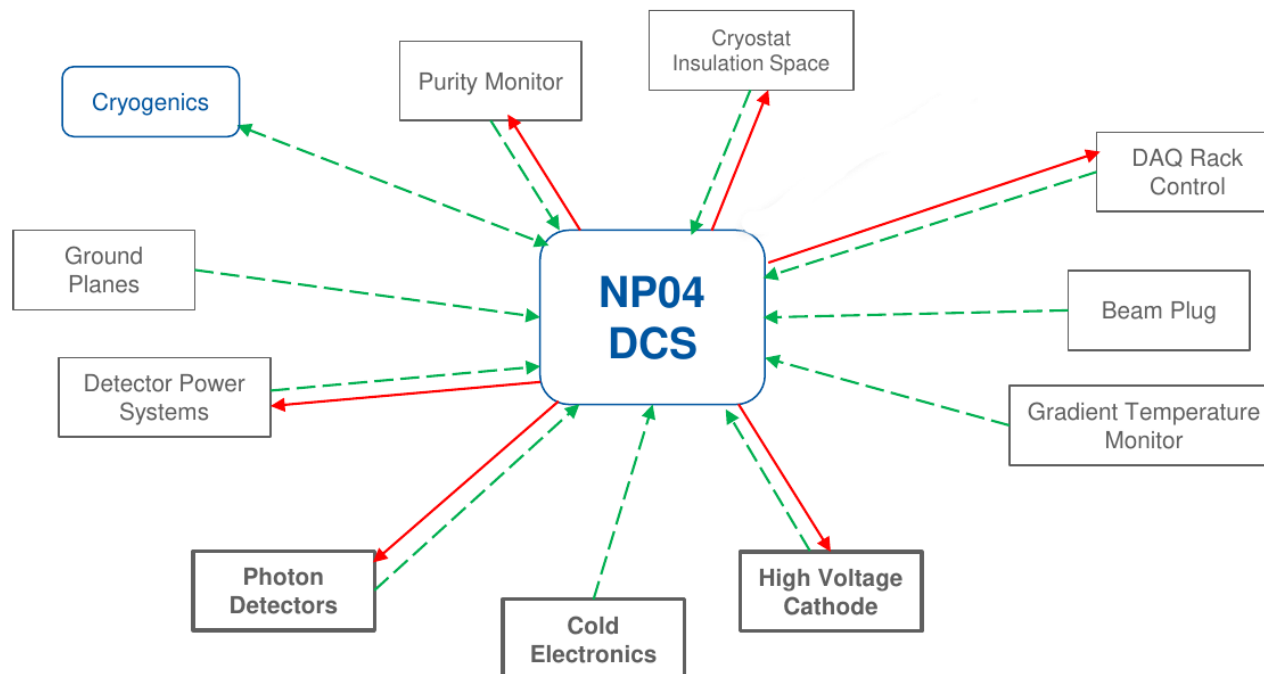 Cryostat
Insulation Space
Purity Monitor
Cryogenics
DAQ Rack
Control
Ground
Planes
NP04
DCS
Beam Plug
Detector Power
Systems
Gradient Temperature
Monitor
Photon
Detectors
High Voltage
Cathode
Cold
Electronics